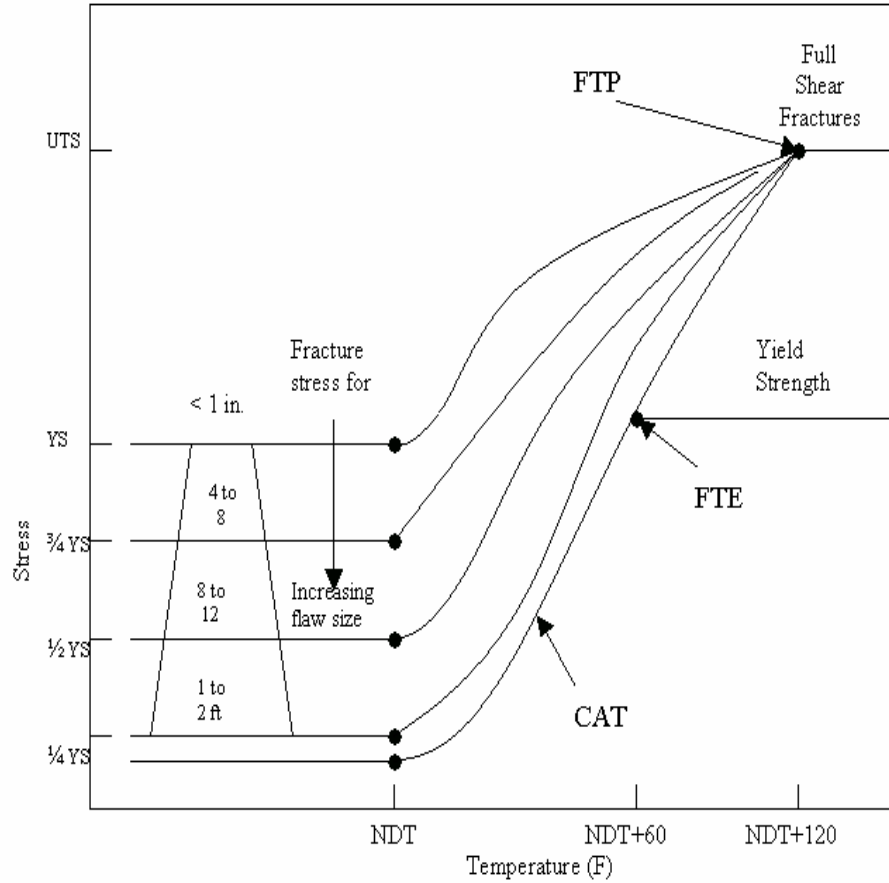 Full
Shear
Fractures
FTP
UTS
Fracture
stress for
Yield
Strength
< 1 in.
YS
4 to
8
FTE
¾ YS
Stress
8 to
12
Increasing
flaw size
½ YS
1 to
2 ft
CAT
¼ YS
NDT
NDT+60
NDT+120
Temperature (F)